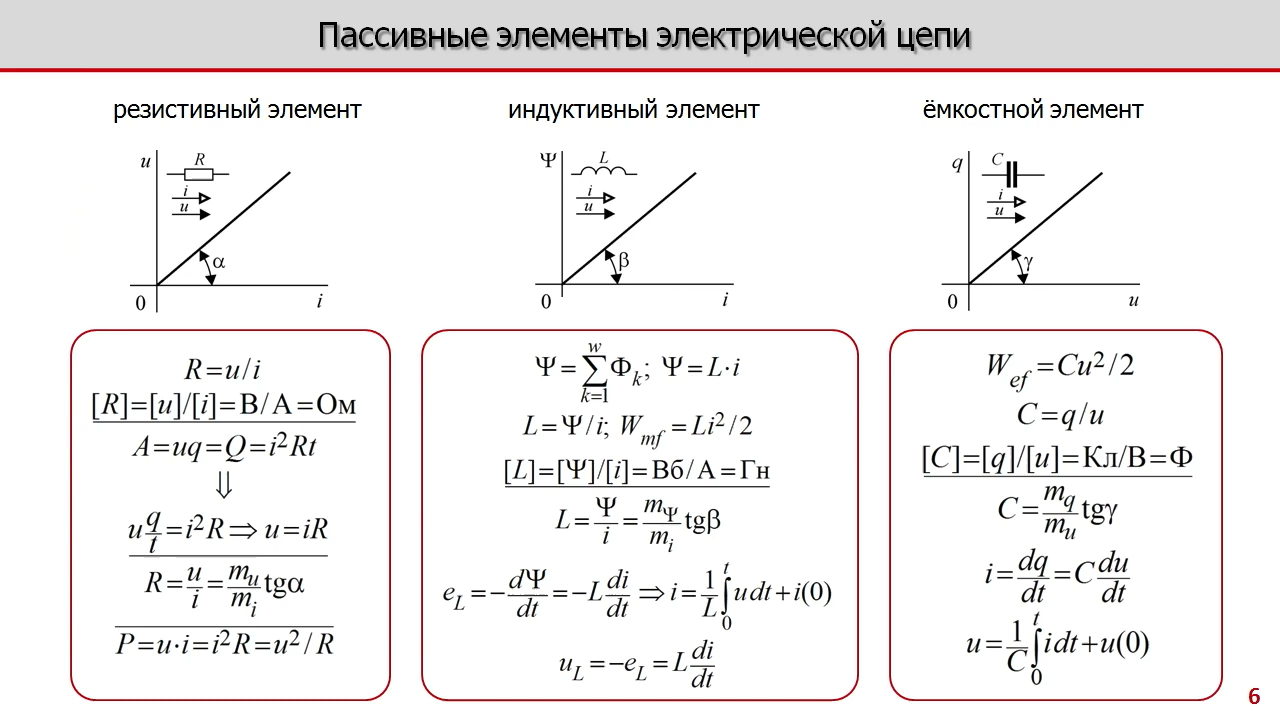 Пассивные элементы электрической цепи
резистивный элемент
u
R
i
u
α
0
i
R=u/i
[R]=[u]/[i]=В/А=Ом
A=uq=Q=i²Rt
⇓
u q/t=i²R⇒u=iR
R=u/i=m_u/m_i tgα
P=u·i=i²R=u²/R
индуктивный элемент
Ψ
L
i
u
β
0
i
Ψ=∑_{k=1}^{w}Φ_k; Ψ=L·i
L=Ψ/i; W_mf=Li²/2
[L]=[Ψ]/[i]=Вб/А=Гн
L=Ψ/i=m_Ψ/m_i tgβ
e_L=−dΨ/dt=−L di/dt⇒i=1/L∫_0^t udt+i(0)
u_L=−e_L=L di/dt
ёмкостной элемент
q
C
i
u
γ
0
u
W_ef=Cu²/2
C=q/u
[C]=[q]/[u]=Кл/В=Ф
C=m_q/m_u tgγ
i=dq/dt=C du/dt
u=1/C∫_0^t idt+u(0)
6